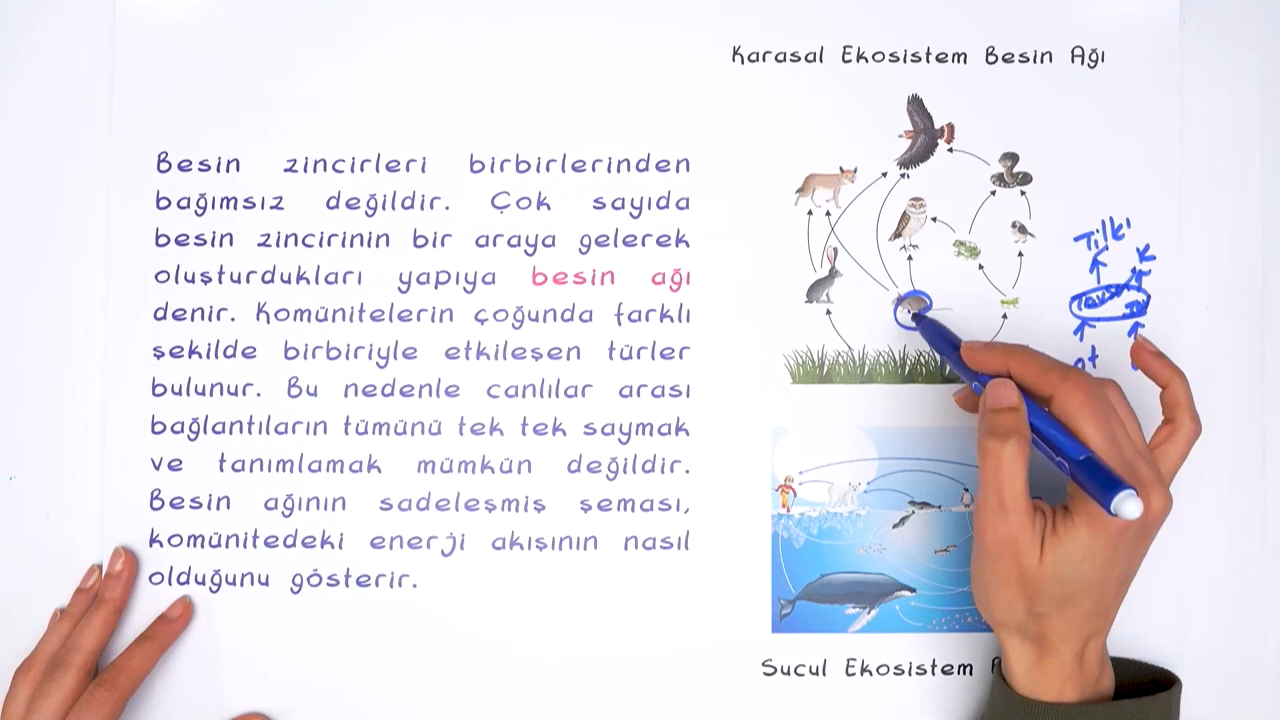 Karasal Ekosistem Besin Ağı
Besin zincirleri birbirlerinden
bağımsız değildir. Çok sayıda
besin zincirinin bir araya gelerek
oluşturdukları yapıya besin ağı
denir. Komünitelerin çoğunda farklı
şekilde birbiriyle etkileşen türler
bulunur. Bu nedenle canlılar arası
bağlantıların tümünü tek tek saymak
ve tanımlamak mümkün değildir.
Besin ağının sadeleşmiş şeması,
komünitedeki enerji akışının nasıl
olduğunu gösterir.
Tilki
K
ot
Sucul Ekosistem